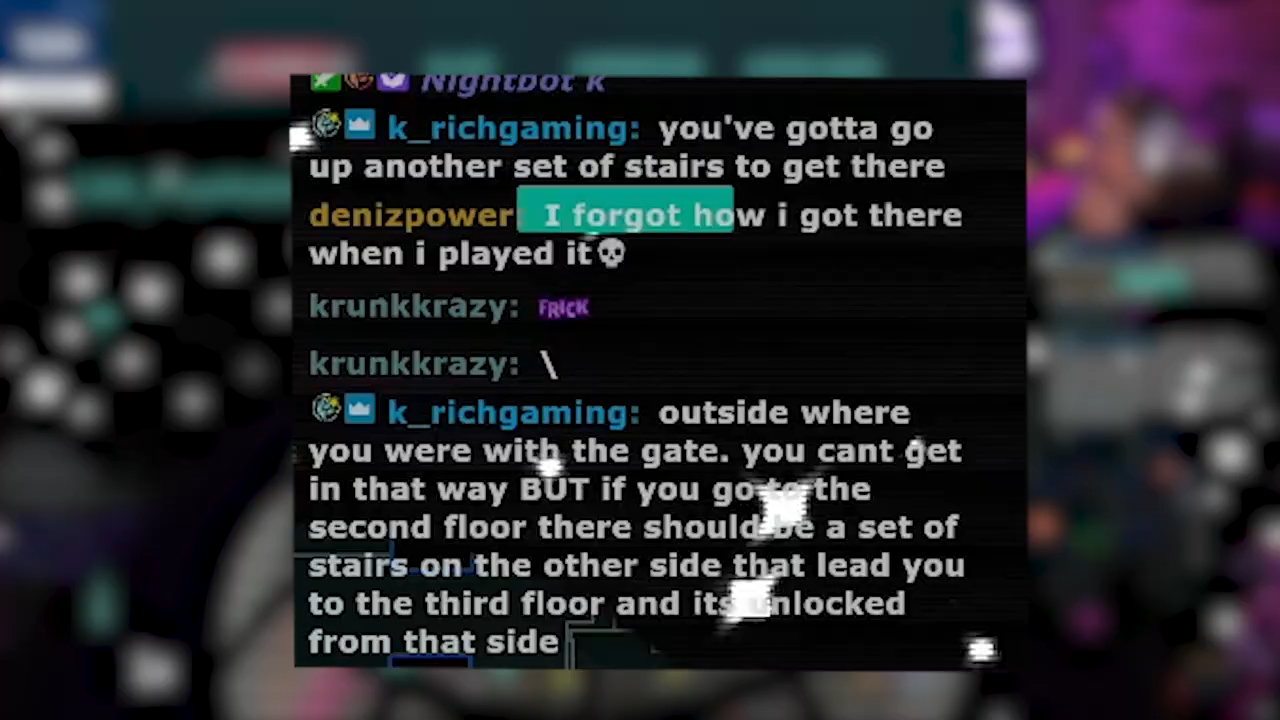 Nightbot k
k_richgaming: you've gotta go
up another set of stairs to get there
denizpower: I forgot how i got there
when i played it💀
krunkkrazy: FRICK
krunkkrazy: \
k_richgaming: outside where
you were with the gate. you cant get
in that way BUT if you go to the
second floor there should be a set of
stairs on the other side that lead you
to the third floor and its unlocked
from that side